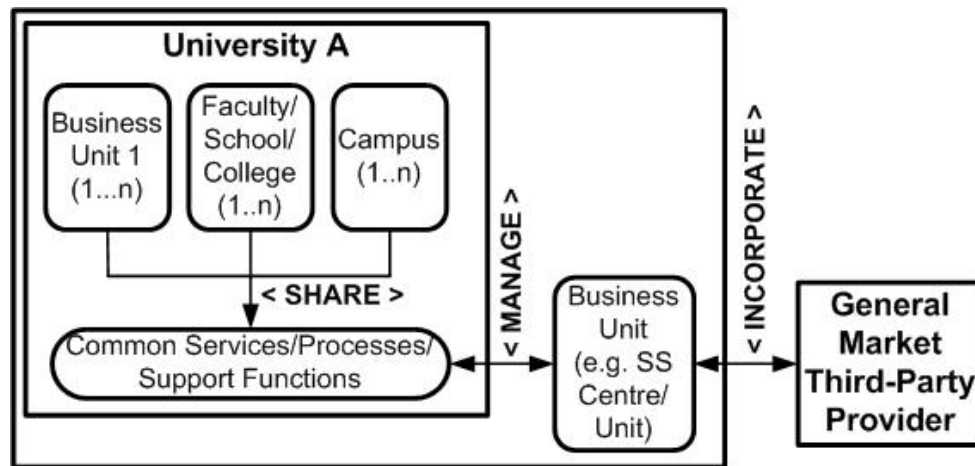 University A
Business
Unit 1
(1...n)
Faculty/
School/
College
(1..n)
Campus
(1..n)
< SHARE >
Common Services/Processes/
Support Functions
< MANAGE >
Business
Unit
(e.g. SS
Centre/
Unit)
< INCORPORATE >
General
Market
Third-Party
Provider